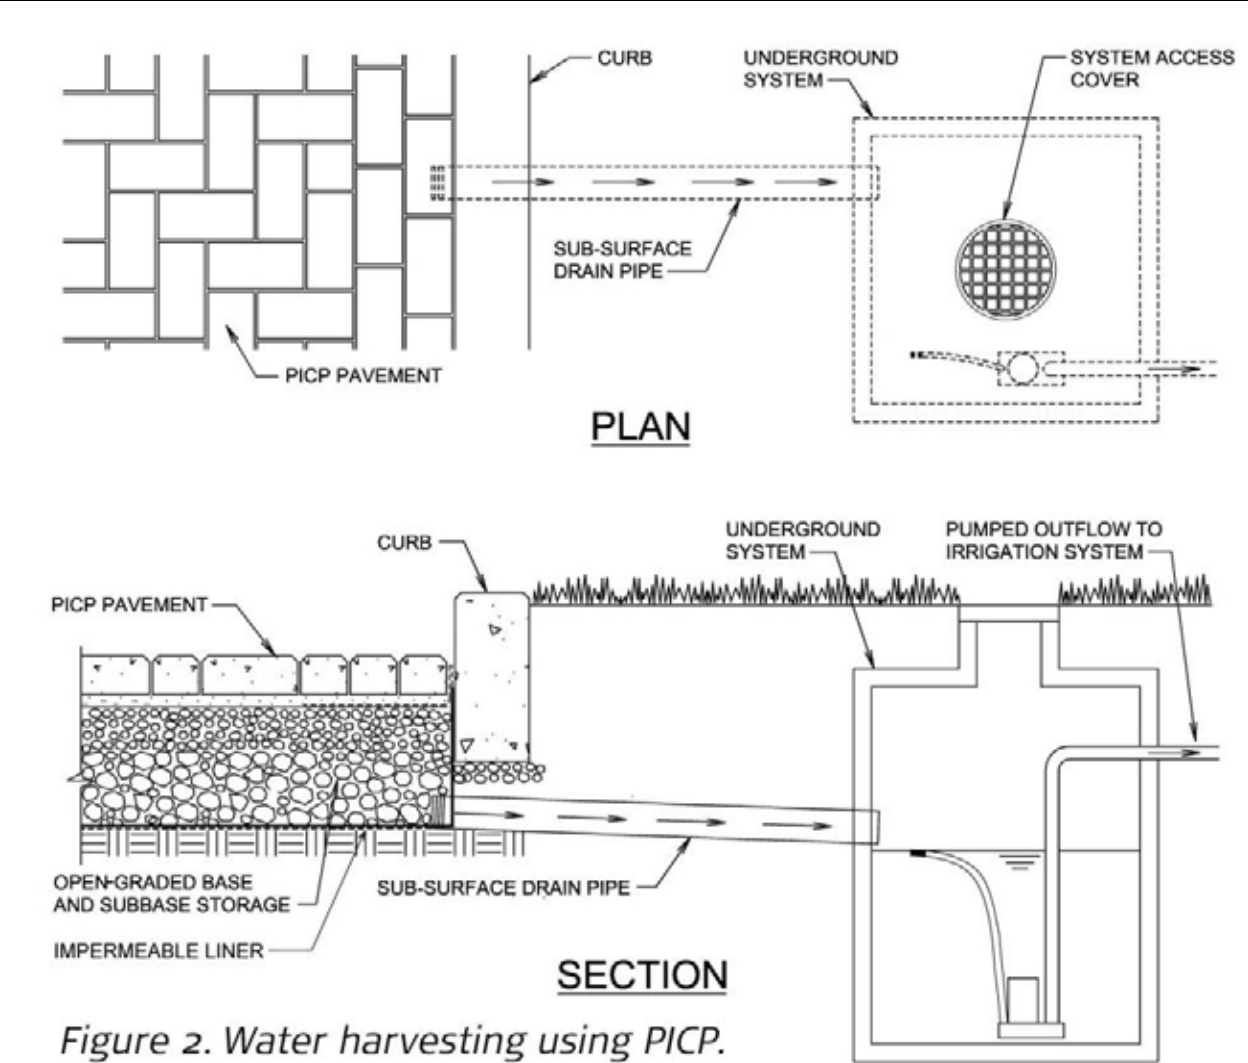 CURB
UNDERGROUND
SYSTEM
SYSTEM ACCESS
COVER
SUB-SURFACE
DRAIN PIPE
PICP PAVEMENT
PLAN
UNDERGROUND
SYSTEM
PUMPED OUTFLOW TO
IRRIGATION SYSTEM
CURB
PICP PAVEMENT
OPEN-GRADED BASE
AND SUBBASE STORAGE
SUB-SURFACE DRAIN PIPE
IMPERMEABLE LINER
SECTION
Figure 2. Water harvesting using PICP.